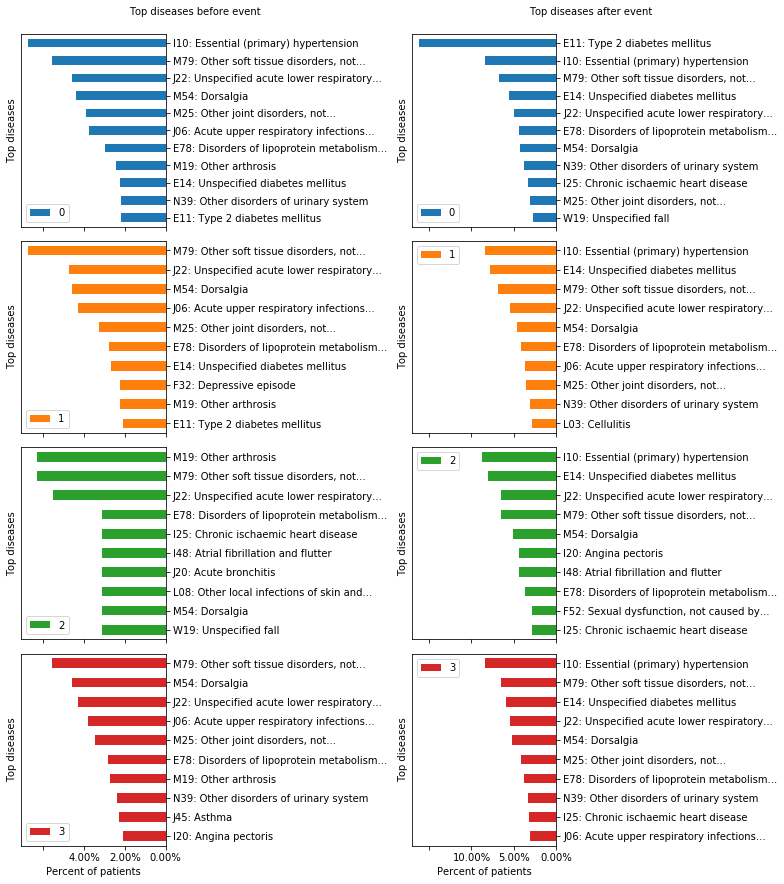 Top diseases before event
Top diseases
I10: Essential (primary) hypertension
M79: Other soft tissue disorders, not...
J22: Unspecified acute lower respiratory...
M54: Dorsalgia
M25: Other joint disorders, not...
J06: Acute upper respiratory infections...
E78: Disorders of lipoprotein metabolism...
M19: Other arthrosis
E14: Unspecified diabetes mellitus
N39: Other disorders of urinary system
E11: Type 2 diabetes mellitus
0
Top diseases
M79: Other soft tissue disorders, not...
J22: Unspecified acute lower respiratory...
M54: Dorsalgia
J06: Acute upper respiratory infections...
M25: Other joint disorders, not...
E78: Disorders of lipoprotein metabolism...
E14: Unspecified diabetes mellitus
F32: Depressive episode
M19: Other arthrosis
E11: Type 2 diabetes mellitus
1
Top diseases
M19: Other arthrosis
M79: Other soft tissue disorders, not...
J22: Unspecified acute lower respiratory...
E78: Disorders of lipoprotein metabolism...
I25: Chronic ischaemic heart disease
I48: Atrial fibrillation and flutter
J20: Acute bronchitis
L08: Other local infections of skin and...
M54: Dorsalgia
W19: Unspecified fall
2
Top diseases
M79: Other soft tissue disorders, not...
M54: Dorsalgia
J22: Unspecified acute lower respiratory...
J06: Acute upper respiratory infections...
M25: Other joint disorders, not...
E78: Disorders of lipoprotein metabolism...
M19: Other arthrosis
N39: Other disorders of urinary system
J45: Asthma
I20: Angina pectoris
3
4.00% 2.00% 0.00%
Percent of patients
Top diseases after event
Top diseases
E11: Type 2 diabetes mellitus
I10: Essential (primary) hypertension
M79: Other soft tissue disorders, not...
E14: Unspecified diabetes mellitus
J22: Unspecified acute lower respiratory...
E78: Disorders of lipoprotein metabolism...
M54: Dorsalgia
N39: Other disorders of urinary system
I25: Chronic ischaemic heart disease
M25: Other joint disorders, not...
W19: Unspecified fall
0
Top diseases
1
I10: Essential (primary) hypertension
E14: Unspecified diabetes mellitus
M79: Other soft tissue disorders, not...
J22: Unspecified acute lower respiratory...
M54: Dorsalgia
E78: Disorders of lipoprotein metabolism...
J06: Acute upper respiratory infections...
M25: Other joint disorders, not...
N39: Other disorders of urinary system
L03: Cellulitis
Top diseases
2
I10: Essential (primary) hypertension
E14: Unspecified diabetes mellitus
J22: Unspecified acute lower respiratory...
M79: Other soft tissue disorders, not...
M54: Dorsalgia
I20: Angina pectoris
I48: Atrial fibrillation and flutter
E78: Disorders of lipoprotein metabolism...
F52: Sexual dysfunction, not caused by...
I25: Chronic ischaemic heart disease
Top diseases
3
I10: Essential (primary) hypertension
M79: Other soft tissue disorders, not...
E14: Unspecified diabetes mellitus
J22: Unspecified acute lower respiratory...
M54: Dorsalgia
M25: Other joint disorders, not...
E78: Disorders of lipoprotein metabolism...
N39: Other disorders of urinary system
I25: Chronic ischaemic heart disease
J06: Acute upper respiratory infections...
10.00% 5.00% 0.00%
Percent of patients